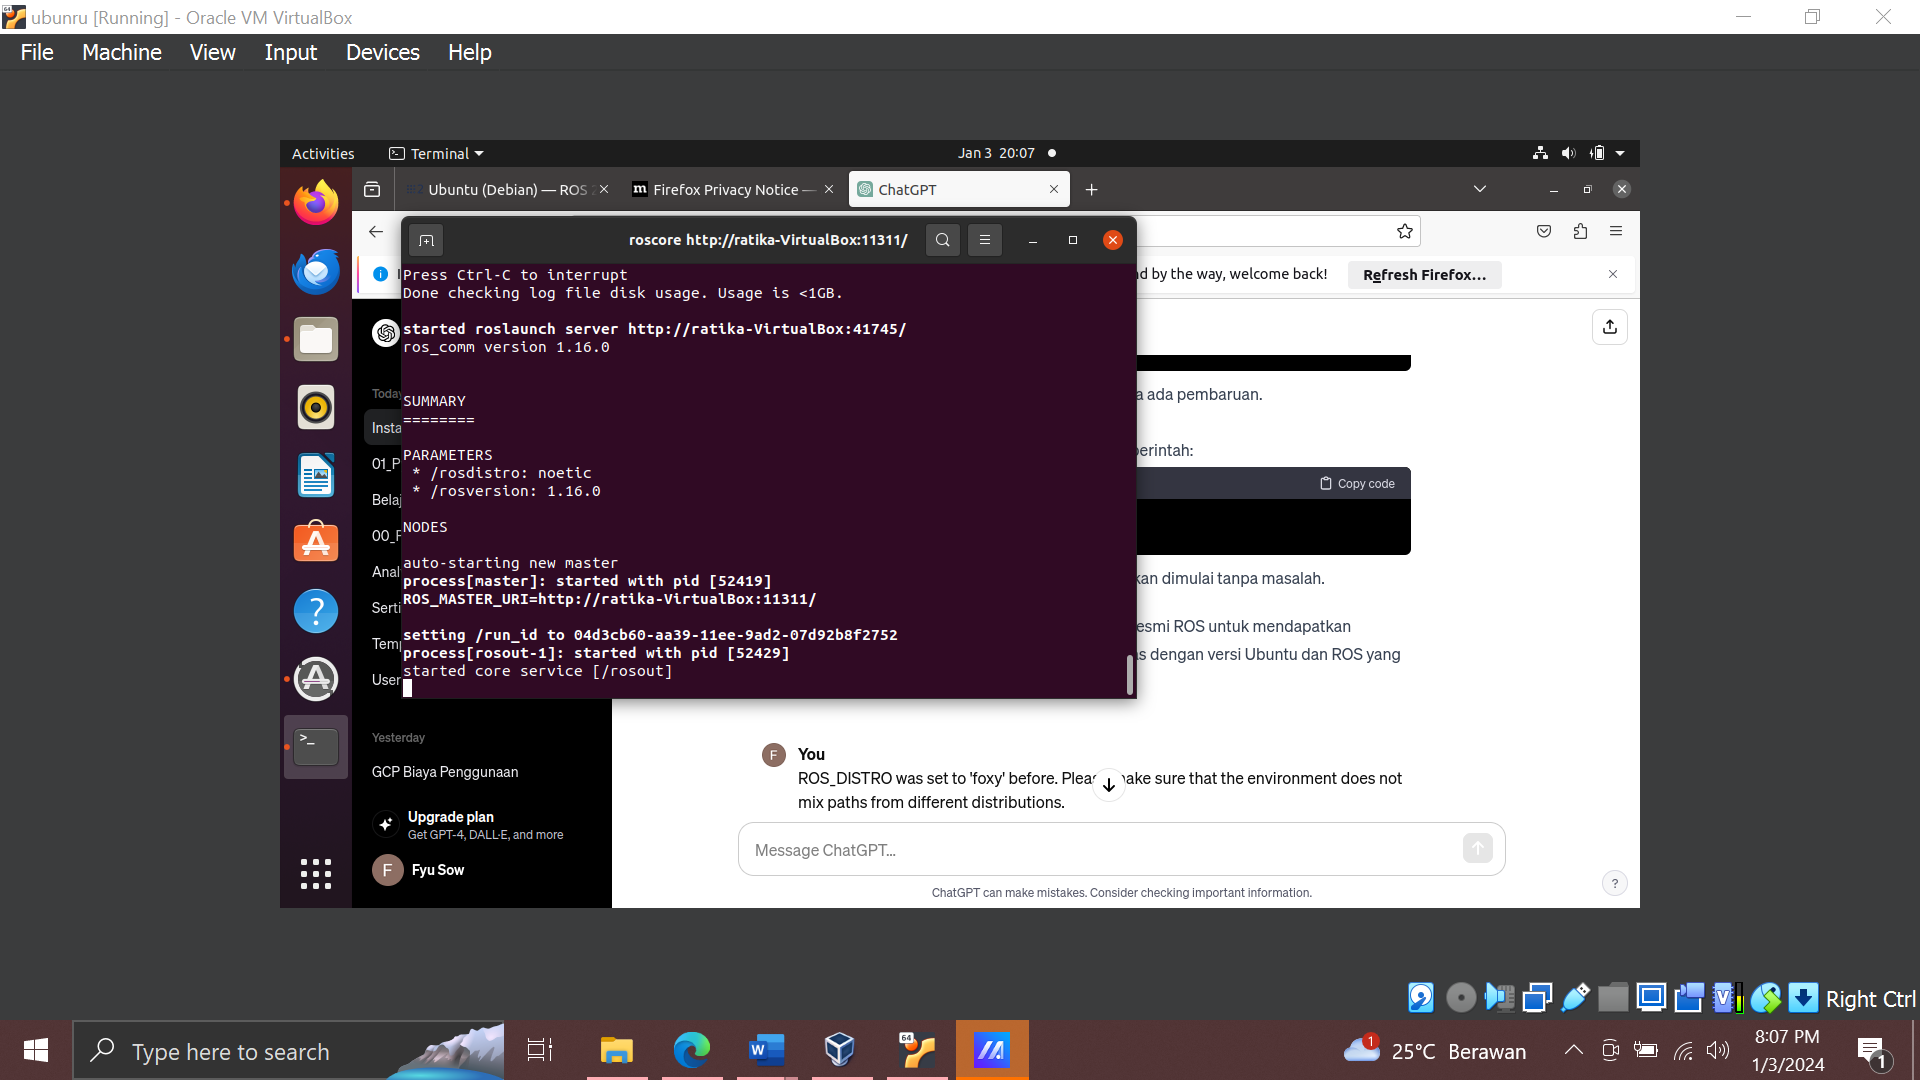 ubunru [Running] - Oracle VM VirtualBox
File Machine View Input Devices Help
Activities Terminal Jan 3 20:07
Ubuntu (Debian) — ROS
Firefox Privacy Notice —
ChatGPT
roscore http://ratika-VirtualBox:11311/
nd by the way, welcome back! Refresh Firefox...
Press Ctrl-C to interrupt
Done checking log file disk usage. Usage is <1GB.
started roslaunch server http://ratika-VirtualBox:41745/
ros_comm version 1.16.0
SUMMARY
========
PARAMETERS
* /rosdistro: noetic
* /rosversion: 1.16.0
NODES
auto-starting new master
process[master]: started with pid [52419]
ROS_MASTER_URI=http://ratika-VirtualBox:11311/
setting /run_id to 04d3cb60-aa39-11ee-9ad2-07d92b8f2752
process[rosout-1]: started with pid [52429]
started core service [/rosout]
Today
Insta
01_P
Belaj
00_F
Anal
Serti
Temp
User
Yesterday
GCP Biaya Penggunaan
Upgrade plan
Get GPT-4, DALL·E, and more
F Fyu Sow
a ada pembaruan.
perintah:
Copy code
kan dimulai tanpa masalah.
esmi ROS untuk mendapatkan
as dengan versi Ubuntu dan ROS yang
F You
ROS_DISTRO was set to 'foxy' before. Please make sure that the environment does not
mix paths from different distributions.
Message ChatGPT...
ChatGPT can make mistakes. Consider checking important information.
?
Right Ctrl
Type here to search
64
1
25°C Berawan
8:07 PM
1/3/2024
1